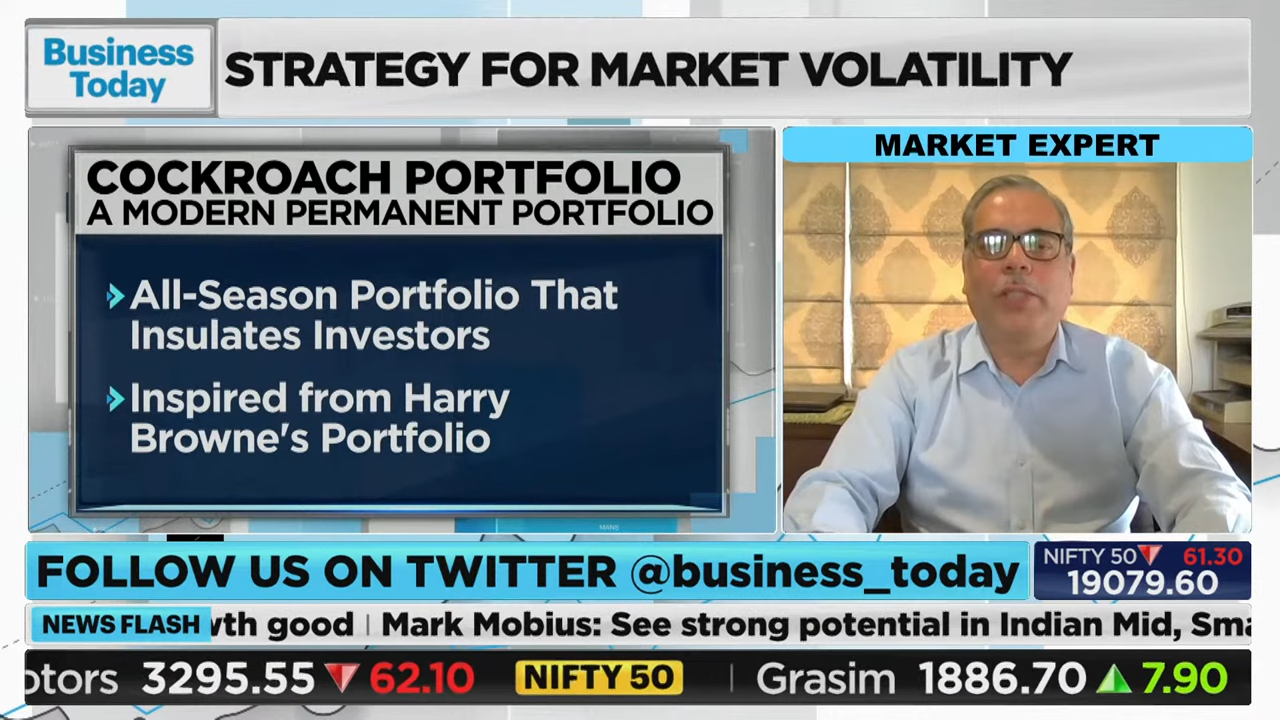 Business
Today
STRATEGY FOR MARKET VOLATILITY
COCKROACH PORTFOLIO
A MODERN PERMANENT PORTFOLIO
All-Season Portfolio That
Insulates Investors
Inspired from Harry
Browne's Portfolio
MARKET EXPERT
MANS
FOLLOW US ON TWITTER @business_today
NIFTY 50 61.30
19079.60
NEWS FLASH wth good | Mark Mobius: See strong potential in Indian Mid, Sma
otors 3295.55 62.10 NIFTY 50 | Grasim 1886.70 7.90